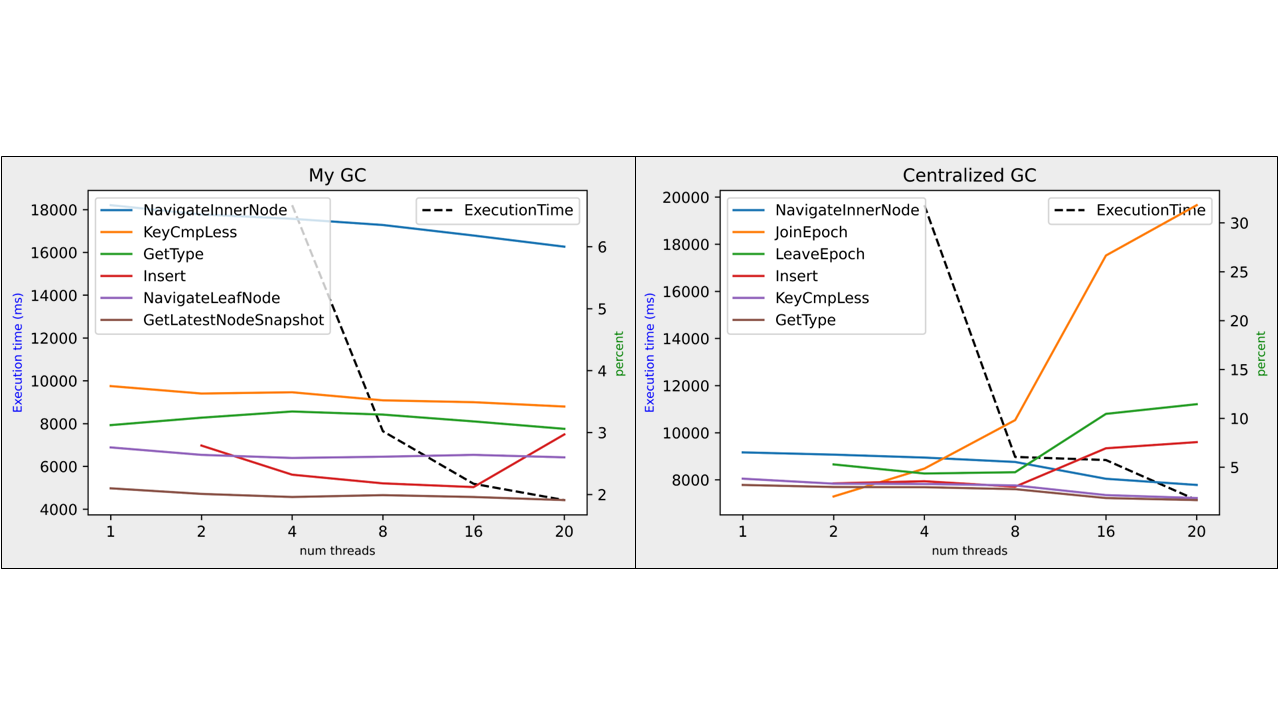 My GC
18000
16000
14000
12000
10000
8000
6000
4000
Execution time (ms)
NavigateInnerNode
KeyCmpLess
GetType
Insert
NavigateLeafNode
GetLatestNodeSnapshot
ExecutionTime
6
5
4
3
2
percent
1 2 4 8 16 20
num threads
Centralized GC
20000
18000
16000
14000
12000
10000
8000
Execution time (ms)
NavigateInnerNode
JoinEpoch
LeaveEpoch
Insert
KeyCmpLess
GetType
ExecutionTime
30
25
20
15
10
5
percent
1 2 4 8 16 20
num threads